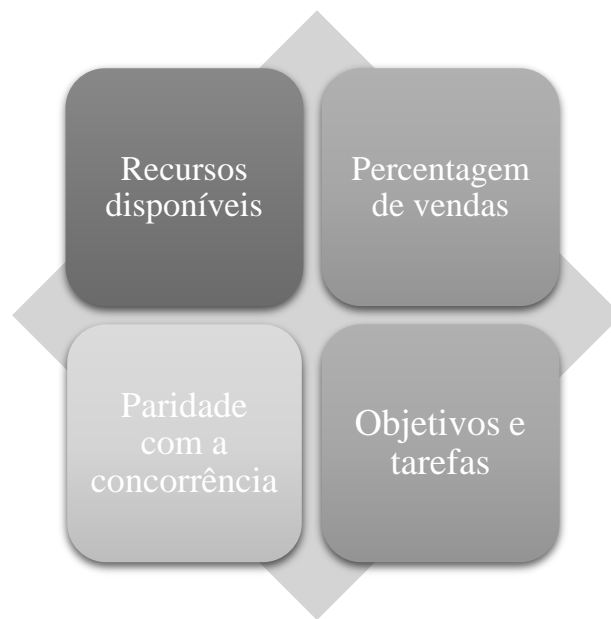 Recursos
disponíveis
Percentagem
de vendas
Paridade
com a
concorrência
Objetivos e
tarefas